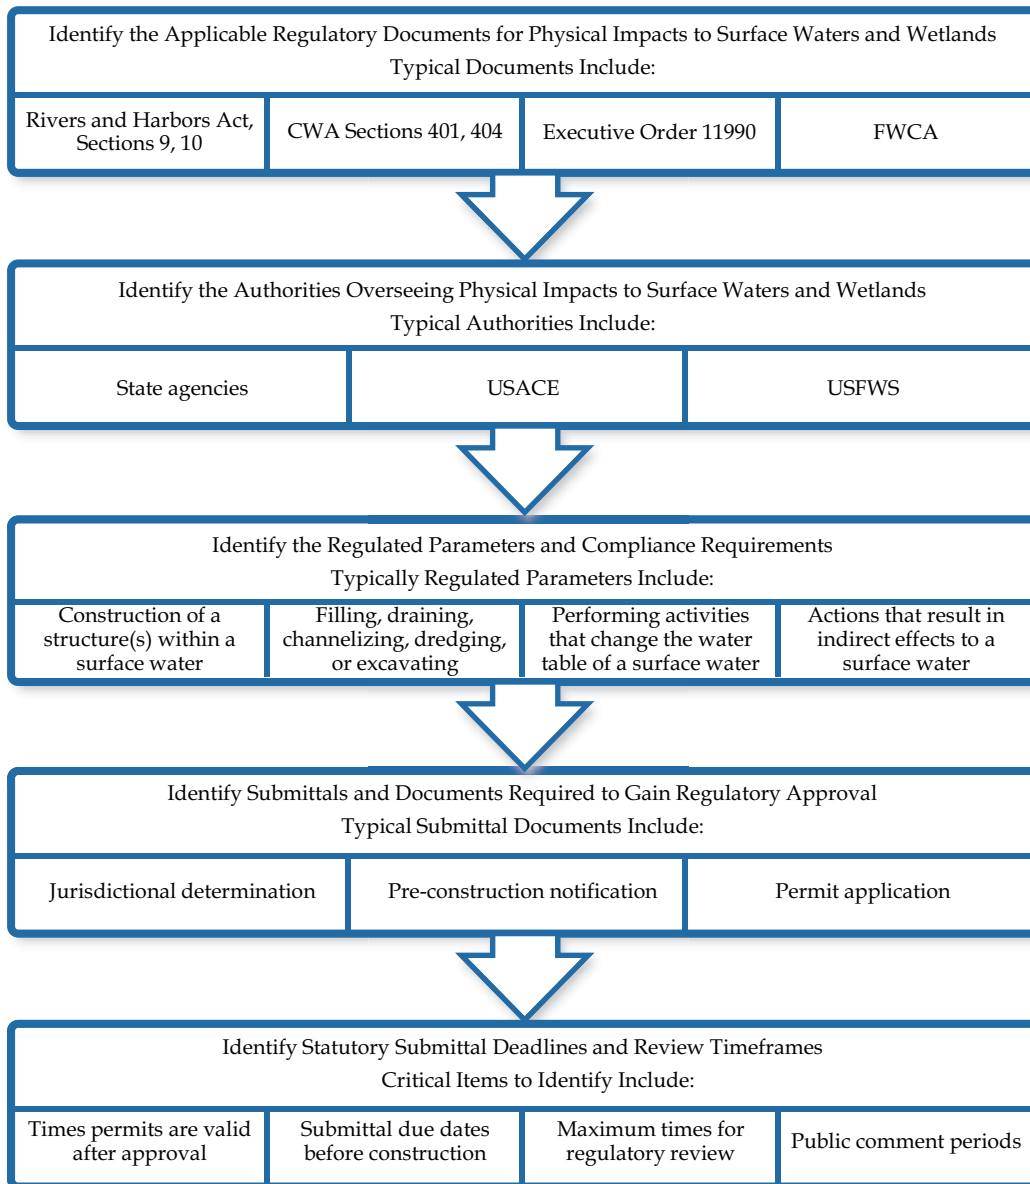 Identify the Applicable Regulatory Documents for Physical Impacts to Surface Waters and Wetlands
Typical Documents Include:
Rivers and Harbors Act,
Sections 9, 10
CWA Sections 401, 404
Executive Order 11990
FWCA
Identify the Authorities Overseeing Physical Impacts to Surface Waters and Wetlands
Typical Authorities Include:
State agencies
USACE
USFWS
Identify the Regulated Parameters and Compliance Requirements
Typically Regulated Parameters Include:
Construction of a
structure(s) within a
surface water
Filling, draining,
channelizing, dredging,
or excavating
Performing activities
that change the water
table of a surface water
Actions that result in
indirect effects to a
surface water
Identify Submittals and Documents Required to Gain Regulatory Approval
Typical Submittal Documents Include:
Jurisdictional determination
Pre-construction notification
Permit application
Identify Statutory Submittal Deadlines and Review Timeframes
Critical Items to Identify Include:
Times permits are valid
after approval
Submittal due dates
before construction
Maximum times for
regulatory review
Public comment periods